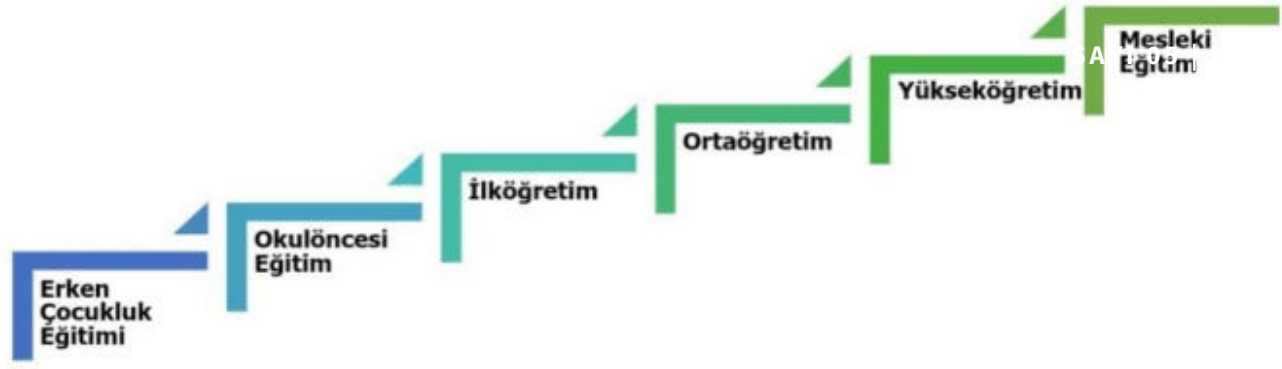 Erken
Çocukluk
Eğitimi
Okulöncesi
Eğitim
İlköğretim
Ortaöğretim
Yükseköğretim
Mesleki
Eğitim